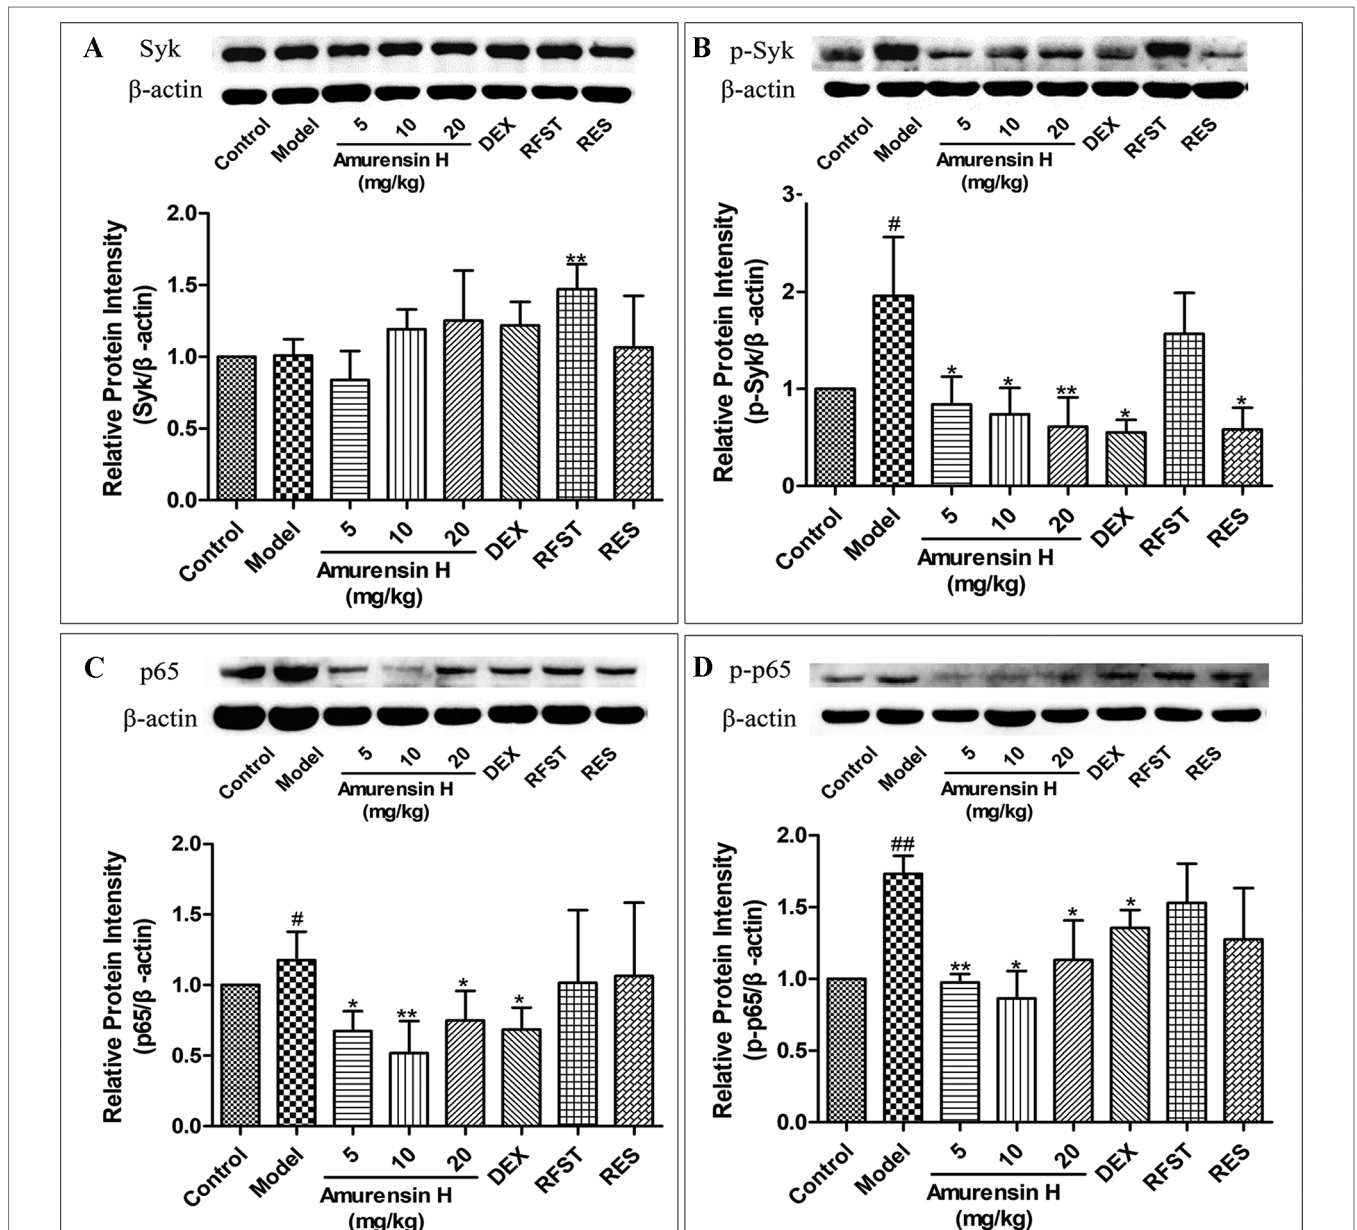 A
Syk
β-actin
Control
Model
5
10
20
DEX
RFST
RES
Amurensin H
(mg/kg)
Relative Protein Intensity
(Syk/β -actin)
2.0
1.5
1.0
0.5
0.0
**
Control
Model
5
10
20
DEX
RFST
RES
Amurensin H
(mg/kg)
B
p-Syk
β-actin
Control
Model
5
10
20
DEX
RFST
RES
Amurensin H
(mg/kg)
Relative Protein Intensity
(p-Syk/β -actin)
3
2
1
0
#
*
*
**
*
*
Control
Model
5
10
20
DEX
RFST
RES
Amurensin H
(mg/kg)
C
p65
β-actin
Control
Model
5
10
20
DEX
RFST
RES
Amurensin H
(mg/kg)
Relative Protein Intensity
(p65/β -actin)
2.0
1.5
1.0
0.5
0.0
#
*
**
*
*
Control
Model
5
10
20
DEX
RFST
RES
Amurensin H
(mg/kg)
D
p-p65
β-actin
Control
Model
5
10
20
DEX
RFST
RES
Amurensin H
(mg/kg)
Relative Protein Intensity
(p-p65/β -actin)
2.0
1.5
1.0
0.5
0.0
##
**
*
*
*
Control
Model
5
10
20
DEX
RFST
RES
Amurensin H
(mg/kg)